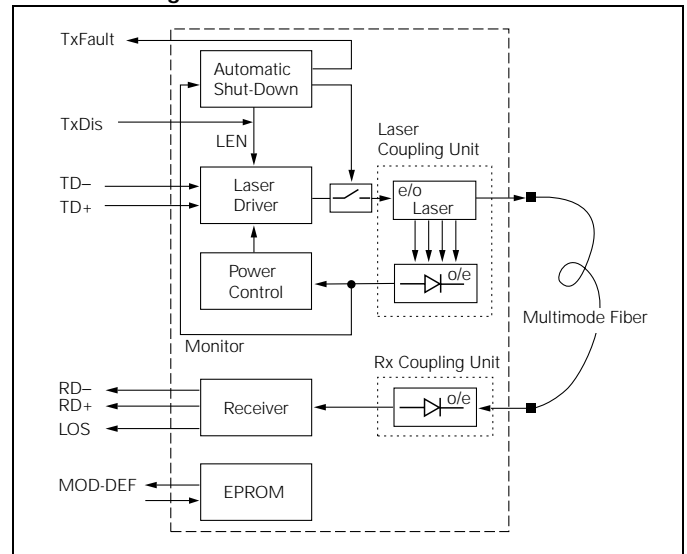 TxFault
Automatic
Shut-Down
TxDis
LEN
Laser
Coupling Unit
TD–
TD+
Laser
Driver
e/o
Laser
Power
Control
o/e
Multimode Fiber
Monitor
Rx Coupling Unit
RD–
RD+
LOS
Receiver
o/e
MOD-DEF
EPROM